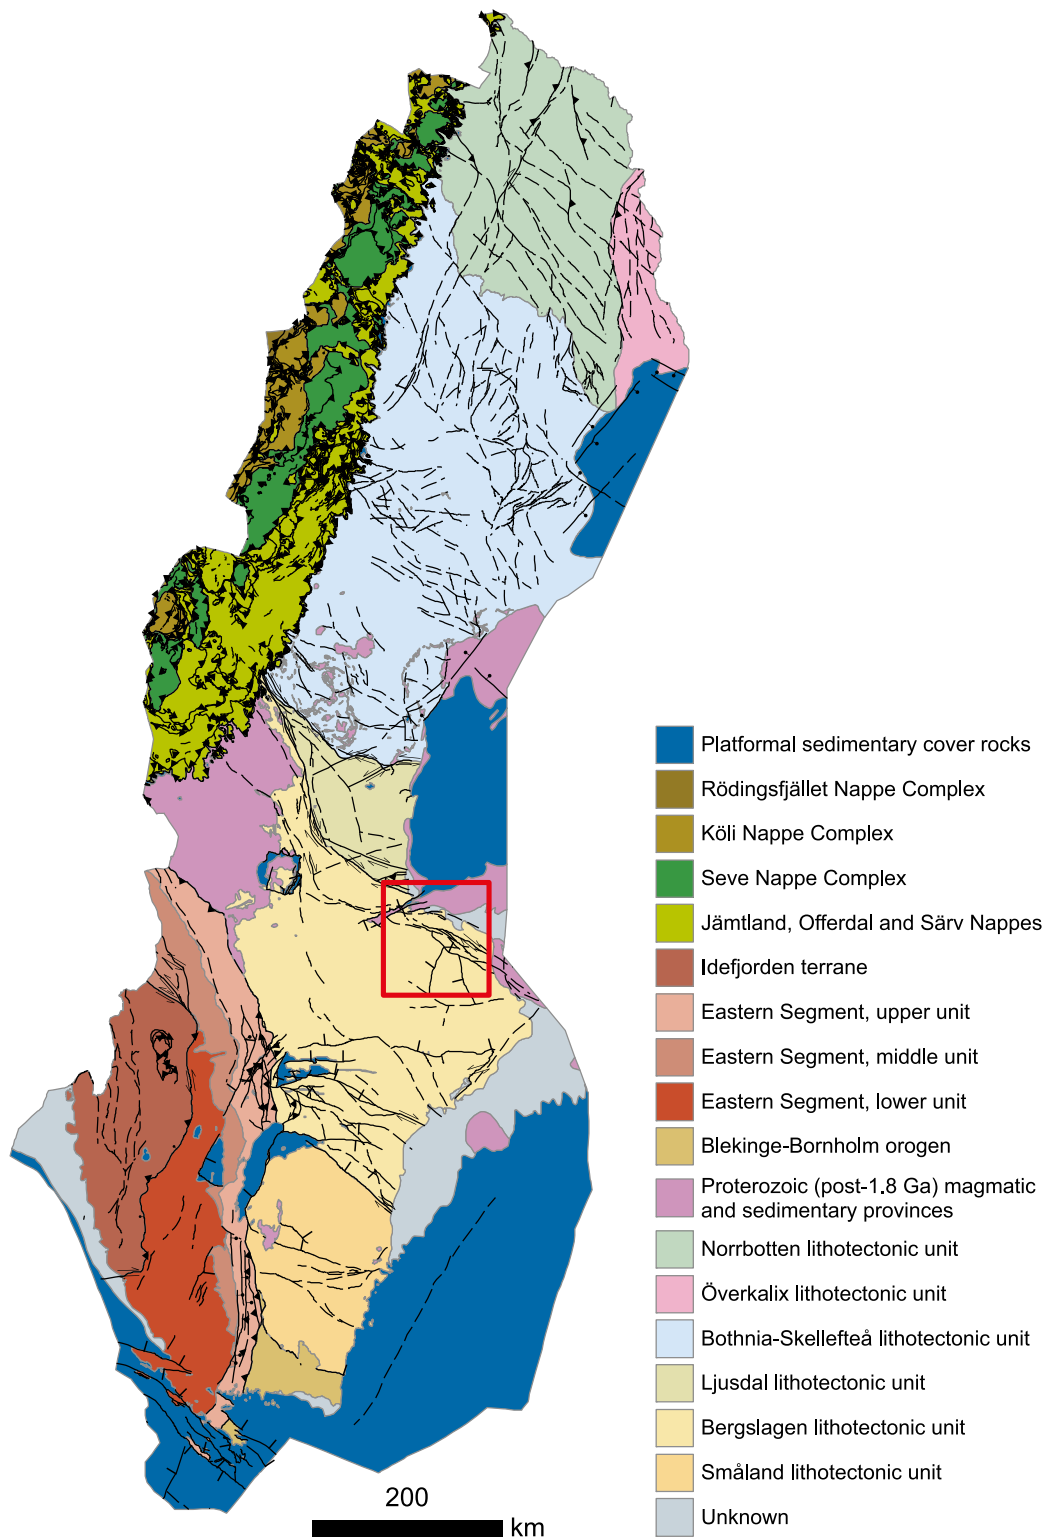 Platformal sedimentary cover rocks
Rödingsfjället Nappe Complex
Köli Nappe Complex
Seve Nappe Complex
Jämtland, Offerdal and Särv Nappes
Idefjorden terrane
Eastern Segment, upper unit
Eastern Segment, middle unit
Eastern Segment, lower unit
Blekinge-Bornholm orogen
Proterozoic (post-1.8 Ga) magmatic
and sedimentary provinces
Norrbotten lithotectonic unit
Överkalix lithotectonic unit
Bothnia-Skellefteå lithotectonic unit
Ljusdal lithotectonic unit
Bergslagen lithotectonic unit
Småland lithotectonic unit
Unknown
200
km